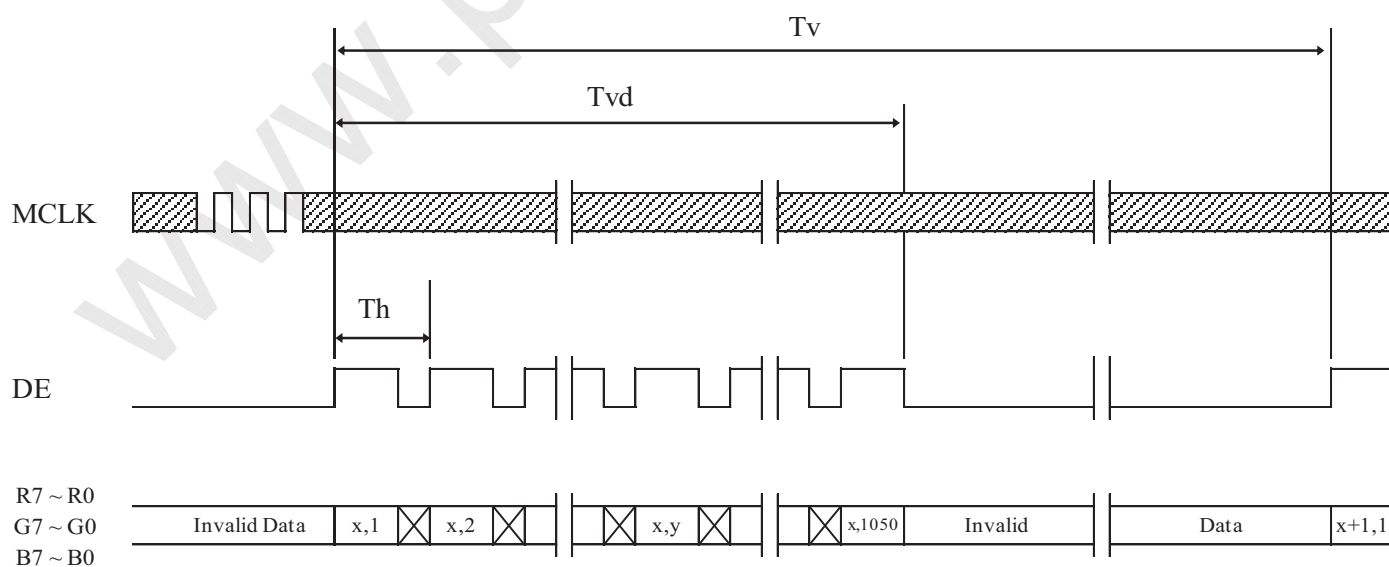 www.p
Tv
Tvd
MCLK
Th
DE
R7 ~ R0
G7 ~ G0
B7 ~ B0
Invalid Data x,1 x,2 x,y x,1050 Invalid Data x+1,1